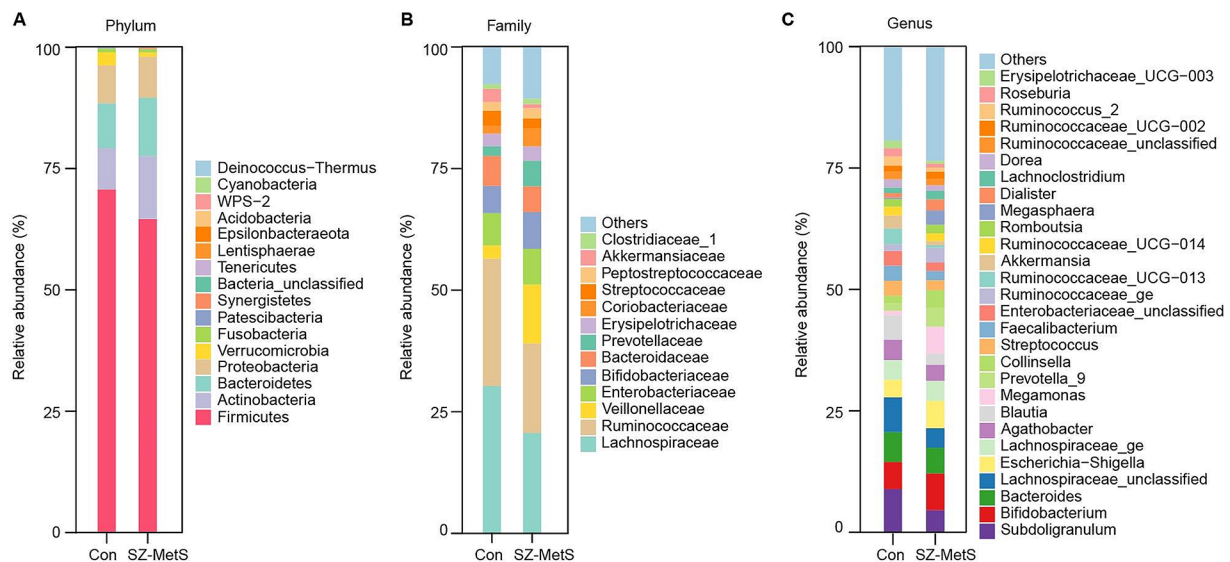 A
Phylum
Relative abundance (%)
100
75
50
25
0
Con
SZ-MetS
Deinococcus−Thermus
Cyanobacteria
WPS−2
Acidobacteria
Epsilonbacteraeota
Lentisphaerae
Tenericutes
Bacteria_unclassified
Synergistetes
Patescibacteria
Fusobacteria
Verrucomicrobia
Proteobacteria
Bacteroidetes
Actinobacteria
Firmicutes
B
Family
Relative abundance (%)
100
75
50
25
0
Con
SZ-MetS
Others
Clostridiaceae_1
Akkermansiaceae
Peptostreptococcaceae
Streptococcaceae
Coriobacteriaceae
Erysipelotrichaceae
Prevotellaceae
Bacteroidaceae
Bifidobacteriaceae
Enterobacteriaceae
Veillonellaceae
Ruminococcaceae
Lachnospiraceae
C
Genus
Relative abundance (%)
100
75
50
25
0
Con
SZ-MetS
Others
Erysipelotrichaceae_UCG−003
Roseburia
Ruminococcus_2
Ruminococcaceae_UCG−002
Ruminococcaceae_unclassified
Dorea
Lachnoclostridium
Dialister
Megasphaera
Romboutsia
Ruminococcaceae_UCG−014
Akkermansia
Ruminococcaceae_UCG−013
Ruminococcaceae_ge
Enterobacteriaceae_unclassified
Faecalibacterium
Streptococcus
Collinsella
Prevotella_9
Megamonas
Blautia
Agathobacter
Lachnospiraceae_ge
Escherichia−Shigella
Lachnospiraceae_unclassified
Bacteroides
Bifidobacterium
Subdoligranulum